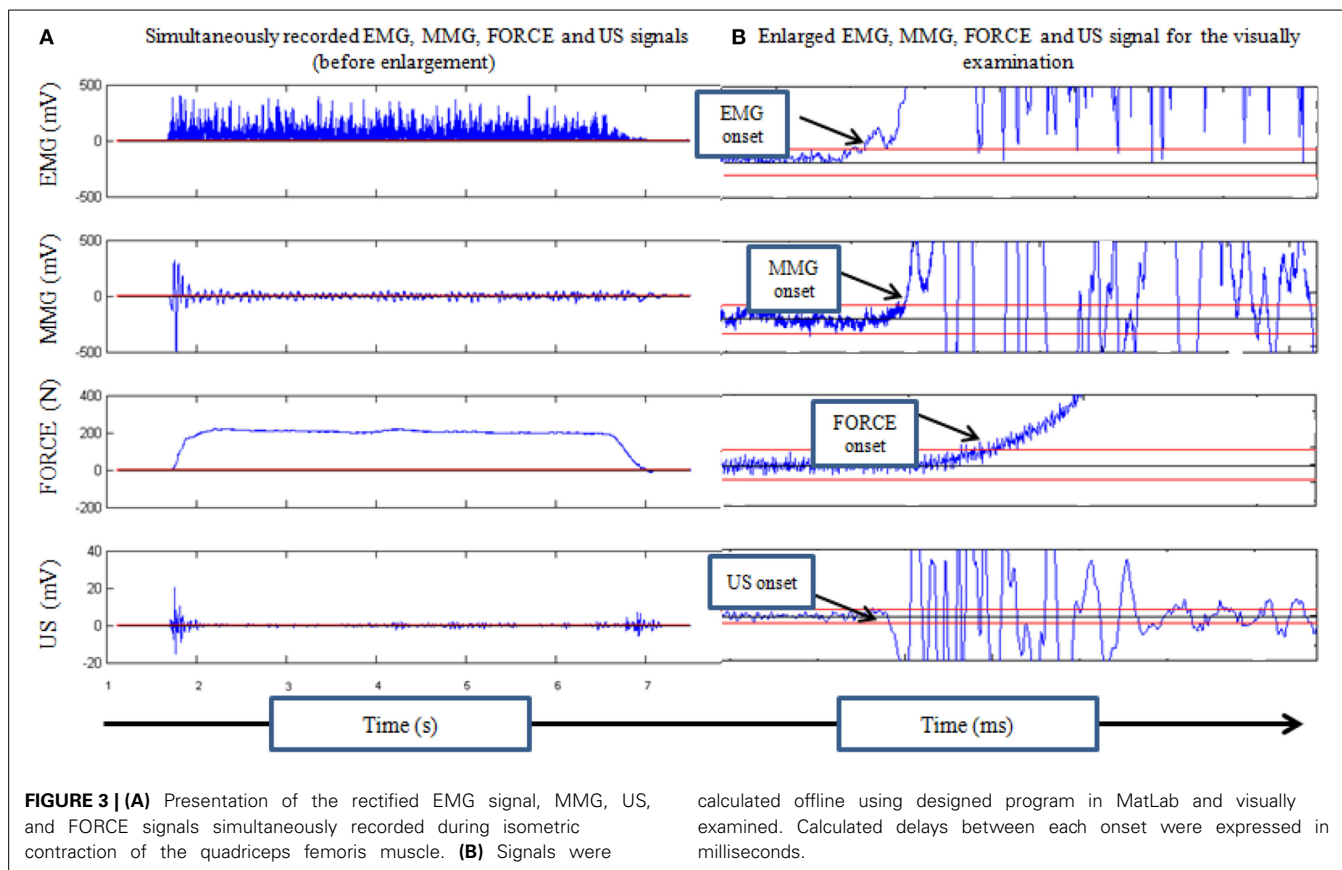 A
Simultaneously recorded EMG, MMG, FORCE and US signals
(before enlargement)
B Enlarged EMG, MMG, FORCE and US signal for the visually
examination
EMG (mV)
500
0
-500
EMG
onset
MMG (mV)
500
0
-500
MMG
onset
FORCE (N)
400
200
0
-200
FORCE
onset
US (mV)
40
20
0
-20
US onset
1 2 3 4 5 6 7
Time (s)
Time (ms)
FIGURE 3 | (A) Presentation of the rectified EMG signal, MMG, US,
and FORCE signals simultaneously recorded during isometric
contraction of the quadriceps femoris muscle. (B) Signals were
calculated offline using designed program in MatLab and visually
examined. Calculated delays between each onset were expressed in
milliseconds.